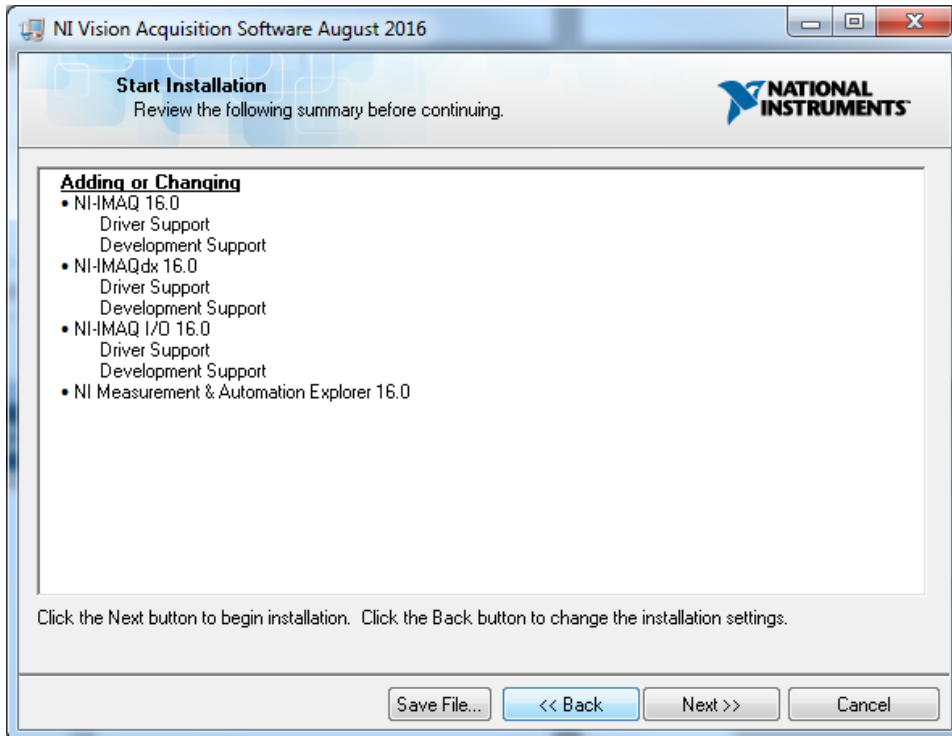 NI Vision Acquisition Software August 2016
Start Installation
Review the following summary before continuing.
NATIONAL
INSTRUMENTS™
Adding or Changing
• NI-IMAQ 16.0
Driver Support
Development Support
• NI-IMAQdx 16.0
Driver Support
Development Support
• NI-IMAQ I/O 16.0
Driver Support
Development Support
• NI Measurement & Automation Explorer 16.0
Click the Next button to begin installation.  Click the Back button to change the installation settings.
Save File...
<< Back
Next >>
Cancel